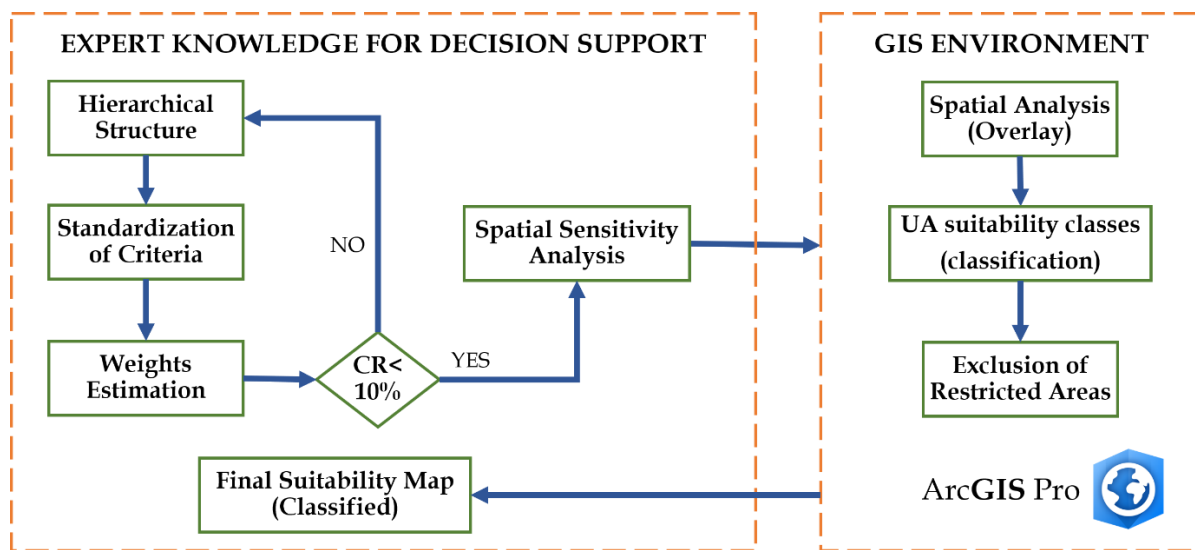 EXPERT KNOWLEDGE FOR DECISION SUPPORT
Hierarchical
Structure
Standardization
of Criteria
Weights
Estimation
NO
CR<
10%
YES
Spatial Sensitivity
Analysis
Final Suitability Map
(Classified)
GIS ENVIRONMENT
Spatial Analysis
(Overlay)
UA suitability classes
(classification)
Exclusion of
Restricted Areas
ArcGIS Pro